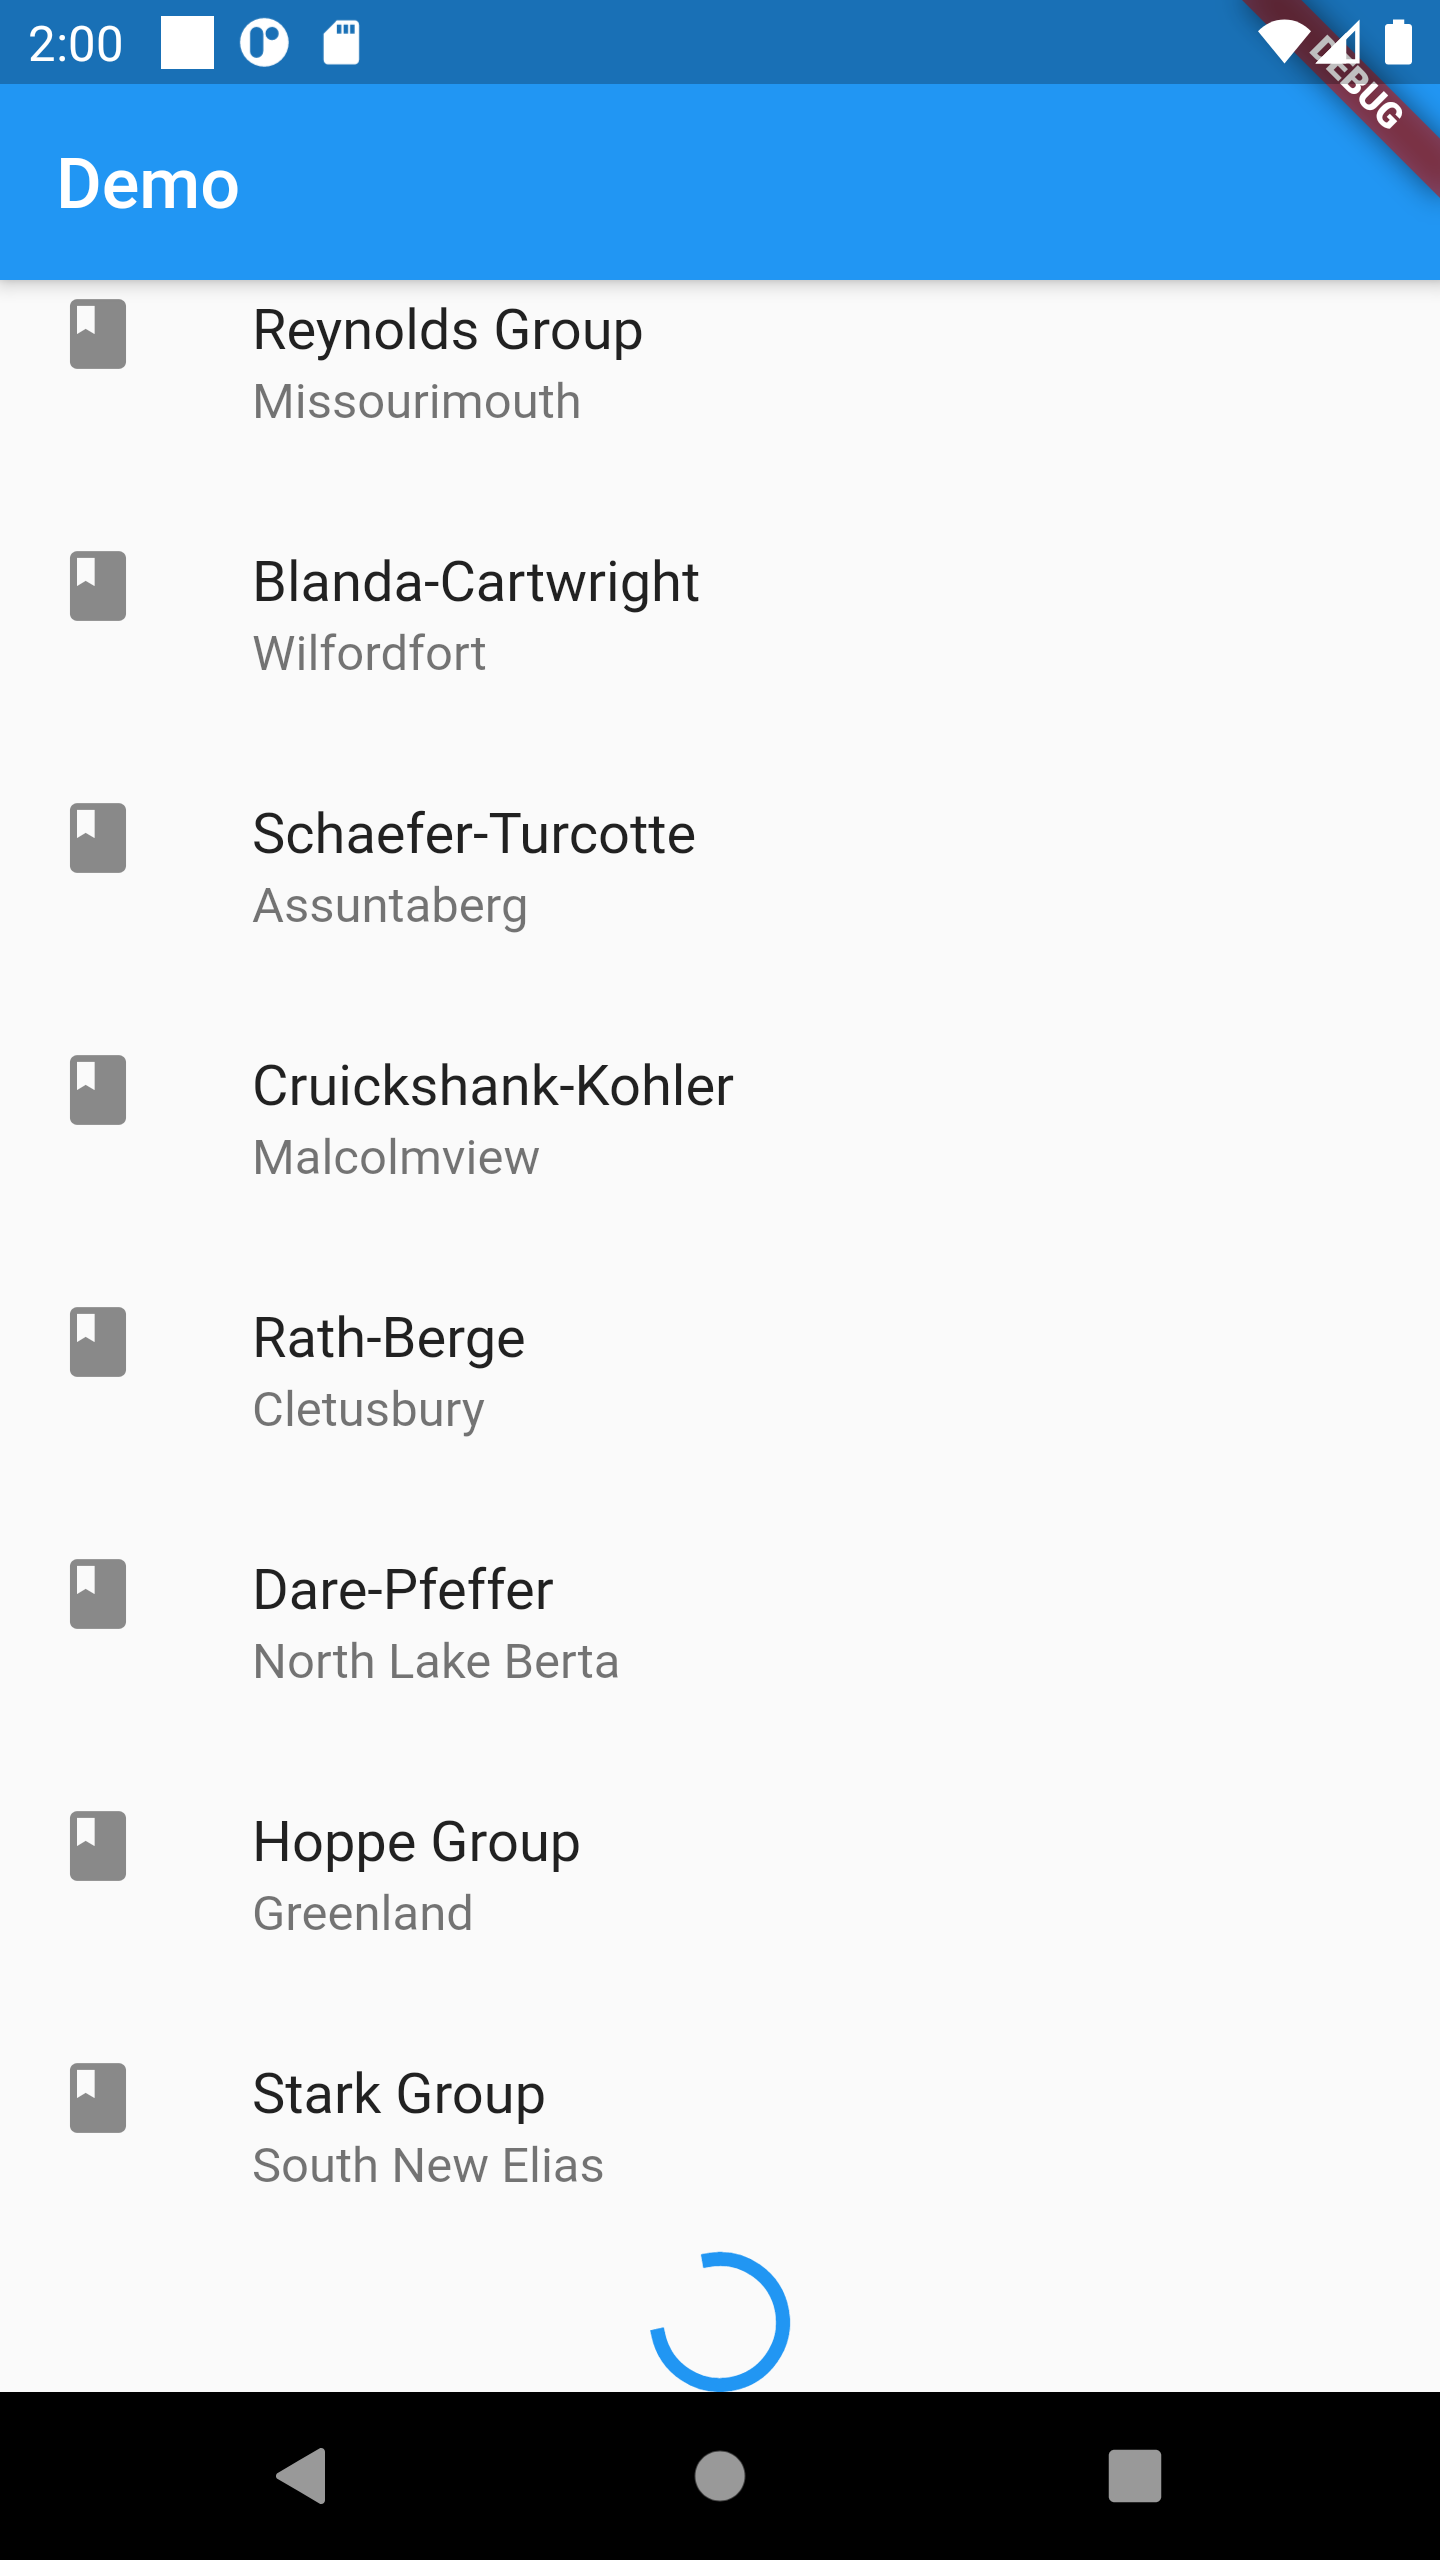 2:00
DEBUG
Demo
Reynolds Group
Missourimouth
Blanda-Cartwright
Wilfordfort
Schaefer-Turcotte
Assuntaberg
Cruickshank-Kohler
Malcolmview
Rath-Berge
Cletusbury
Dare-Pfeffer
North Lake Berta
Hoppe Group
Greenland
Stark Group
South New Elias